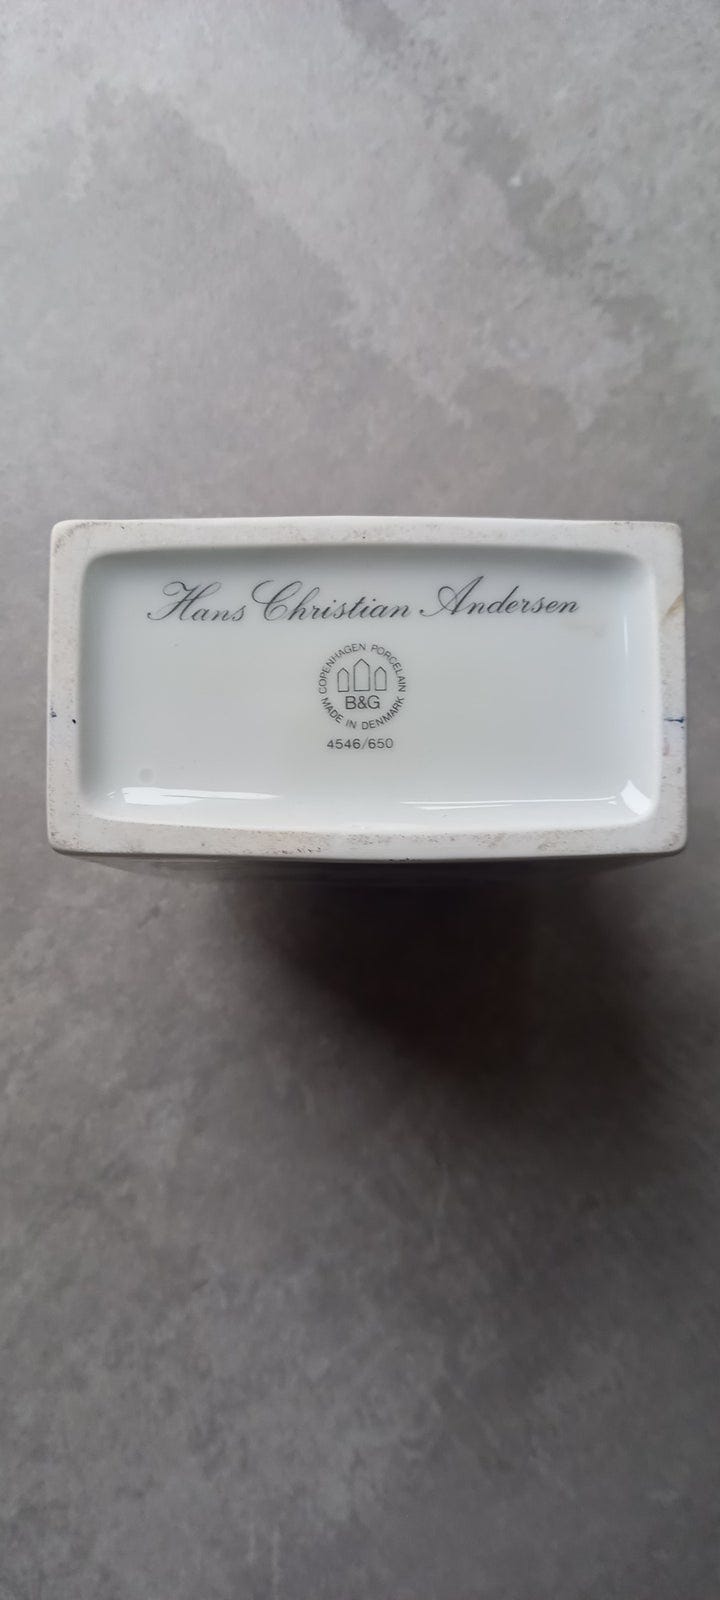 Hans Christian Andersen
COPENHAGEN PORCELAIN
B&G
MADE IN DENMARK
4546/650